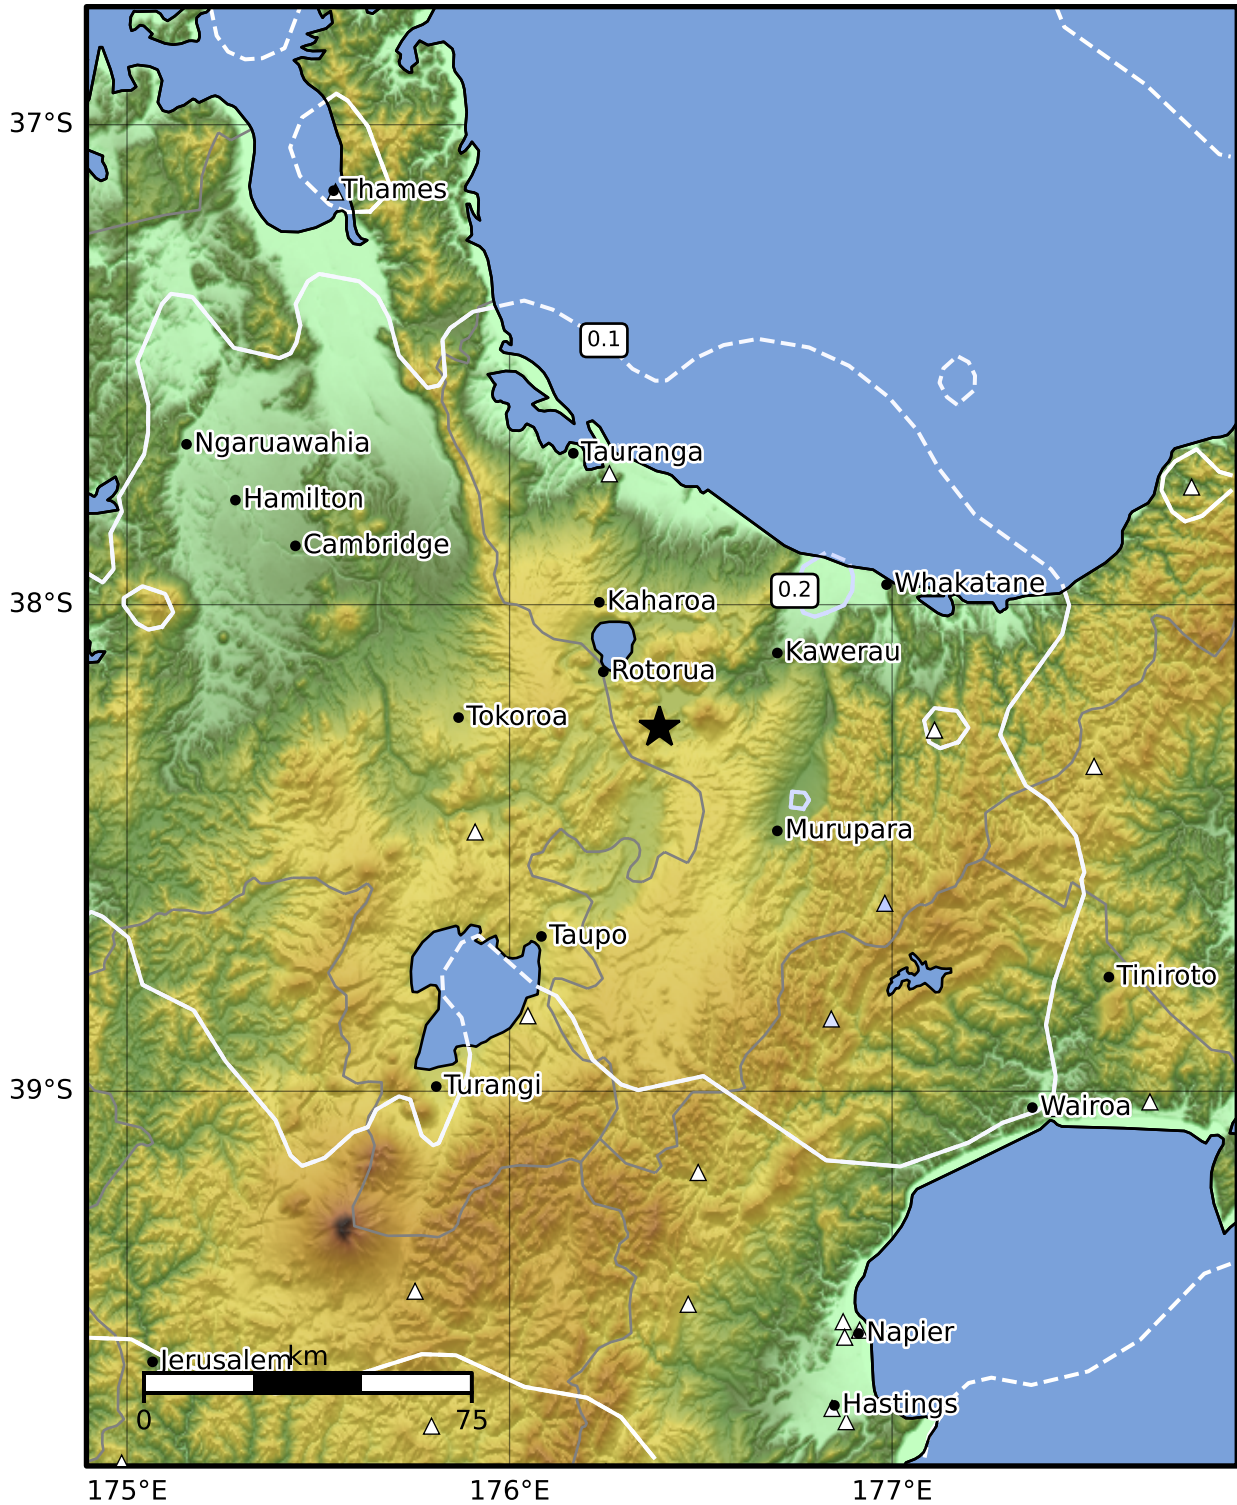 37°S
Thames
0.1
Ngaruawahia
Tauranga
Hamilton
Cambridge
Whakatane
0.2
38°S
Kaharoa
Kawerau
Rotorua
Tokoroa
Murupara
Taupo
Tiniroto
Turangi
39°S
Wairoa
Napier
Jerusalem
km
Hastings
0
75
175°E
176°E
177°E